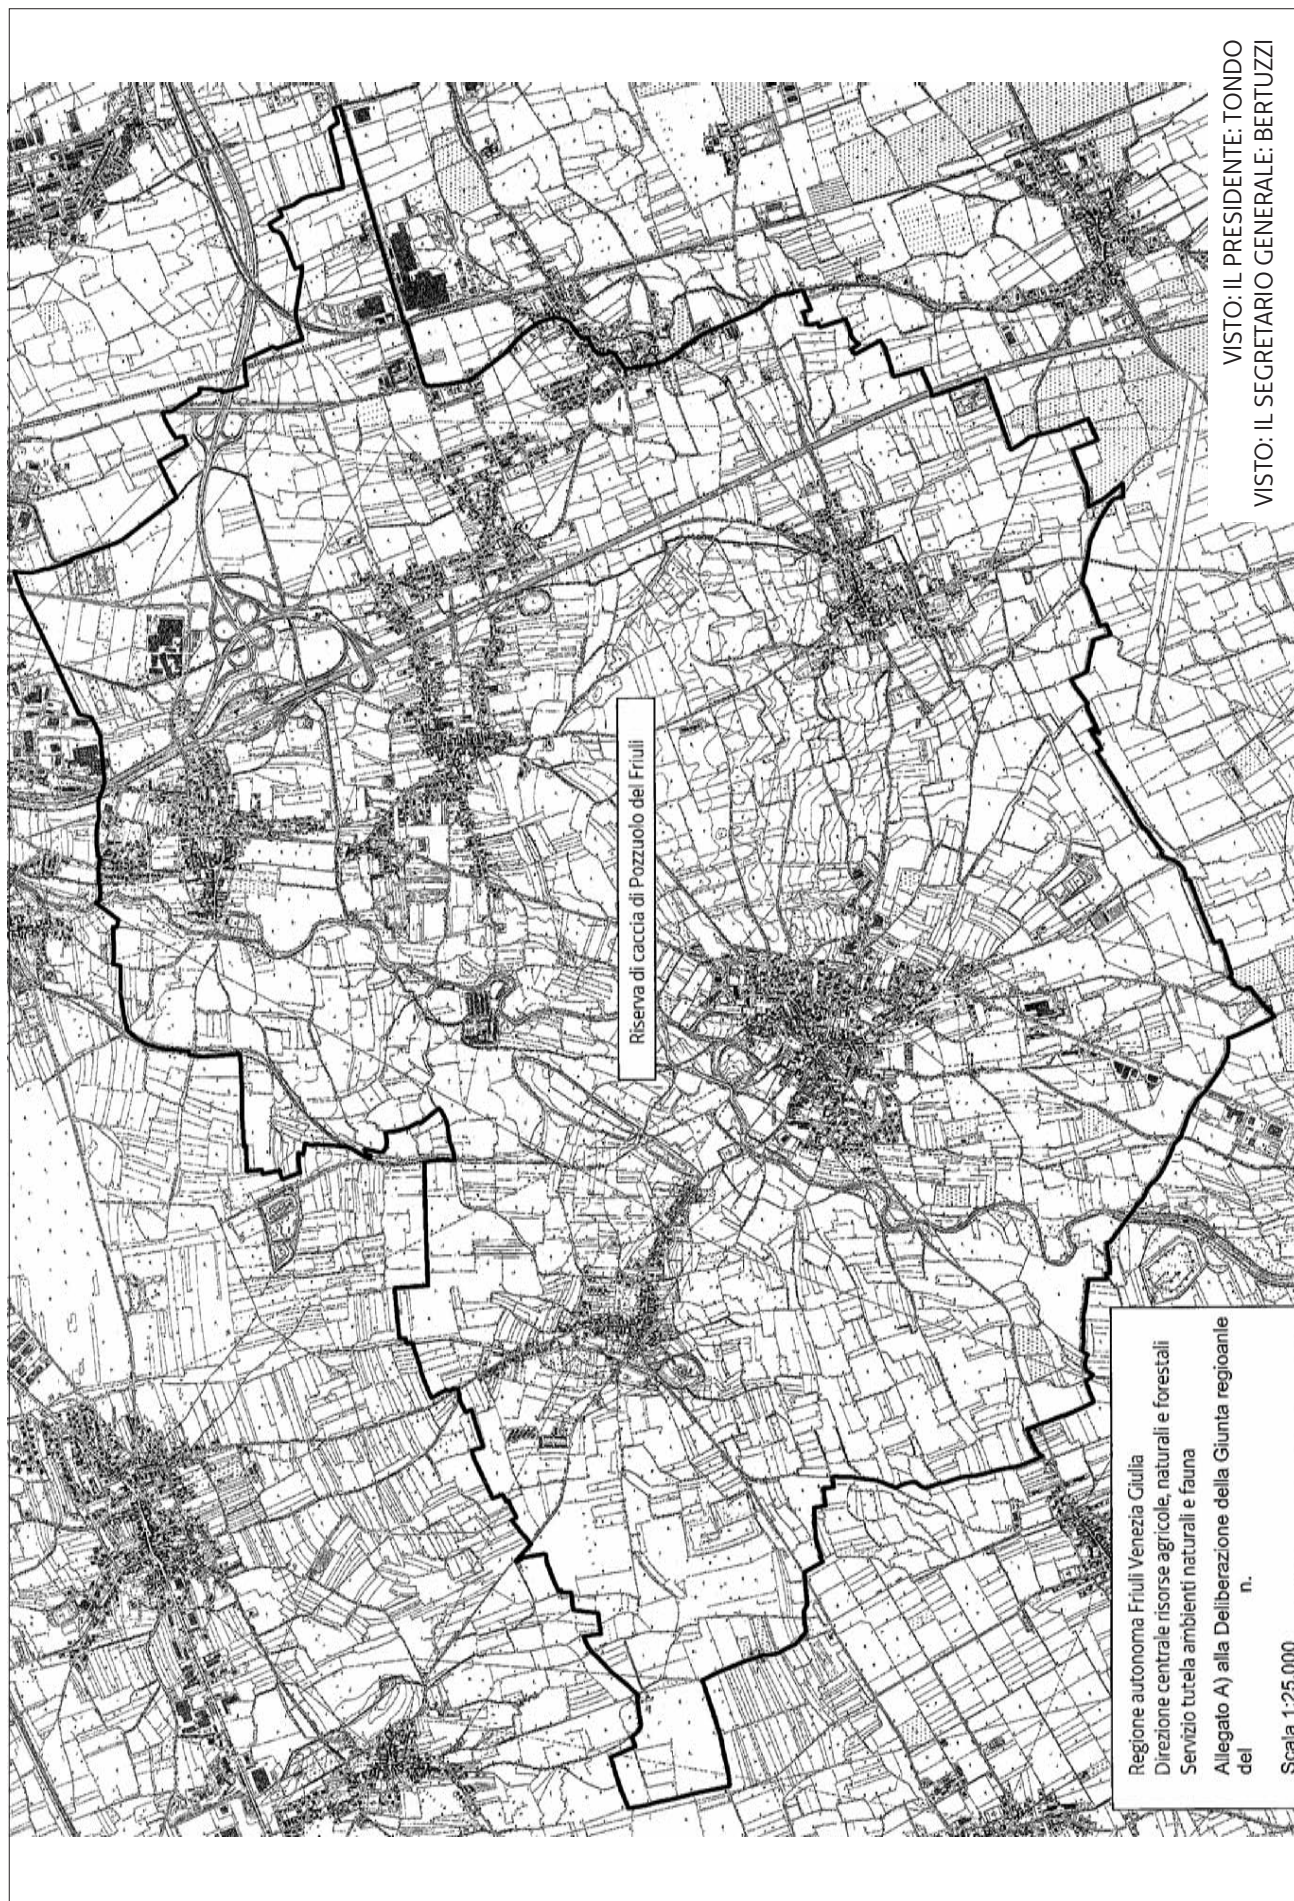 Riserva di caccia di Pozzuolo del Friuli
Regione autonoma Friuli Venezia Giulia
Direzione centrale risorse agricole, naturali e forestali
Servizio tutela ambienti naturali e fauna
Allegato A) alla Deliberazione della Giunta regioanle
del n.
Scala 1:25.000
VISTO: IL PRESIDENTE: TONDO
VISTO: IL SEGRETARIO GENERALE: BERTUZZI